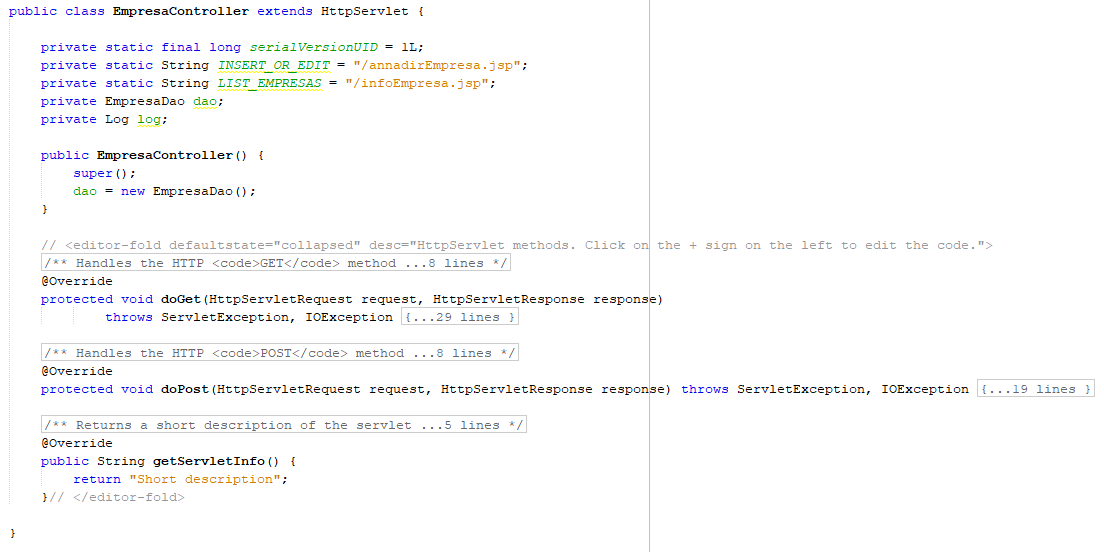 public class EmpresaController extends HttpServlet {
private static final long serialVersionUID = 1L;
private static String INSERT_OR_EDIT = "/annadirEmpresa.jsp";
private static String LIST_EMPRESAS = "/infoEmpresa.jsp";
private EmpresaDao dao;
private Log log;
public EmpresaController() {
super();
dao = new EmpresaDao();
}
// <editor-fold defaultstate="collapsed" desc="HttpServlet methods. Click on the + sign on the left to edit the code.">
/** Handles the HTTP <code>GET</code> method ...8 lines */
@Override
protected void doGet(HttpServletRequest request, HttpServletResponse response)
throws ServletException, IOException {...29 lines }
/** Handles the HTTP <code>POST</code> method ...8 lines */
@Override
protected void doPost(HttpServletRequest request, HttpServletResponse response) throws ServletException, IOException {...19 lines }
/** Returns a short description of the servlet ...5 lines */
@Override
public String getServletInfo() {
return "Short description";
}// </editor-fold>
}